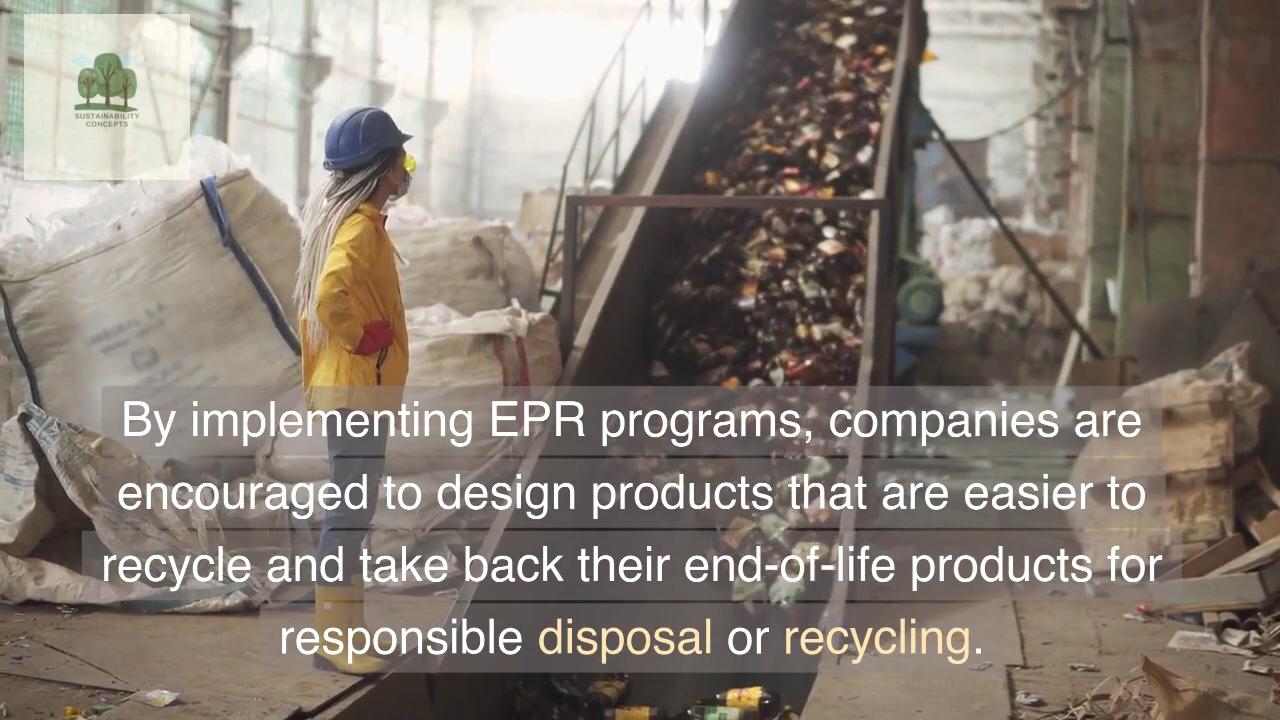 SUSTAINABILITY
CONCEPTS
By implementing EPR programs, companies are
encouraged to design products that are easier to
recycle and take back their end-of-life products for
responsible disposal or recycling.